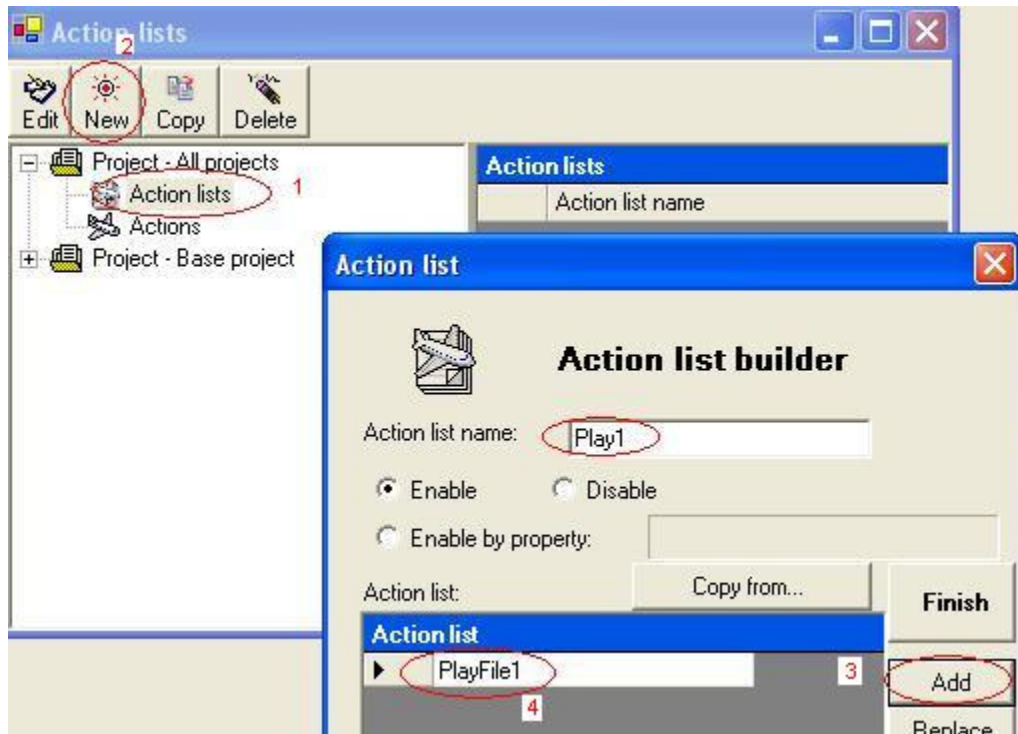 Action lists
2
Edit New Copy Delete
Project - All projects
Action lists
1
Actions
Project - Base project
Action lists
Action list name
Action list
Action list builder
Action list name: Play1
Enable Disable
Enable by property:
Action list: Copy from...
Finish
Action list
PlayFile1
3
Add
4
Replace